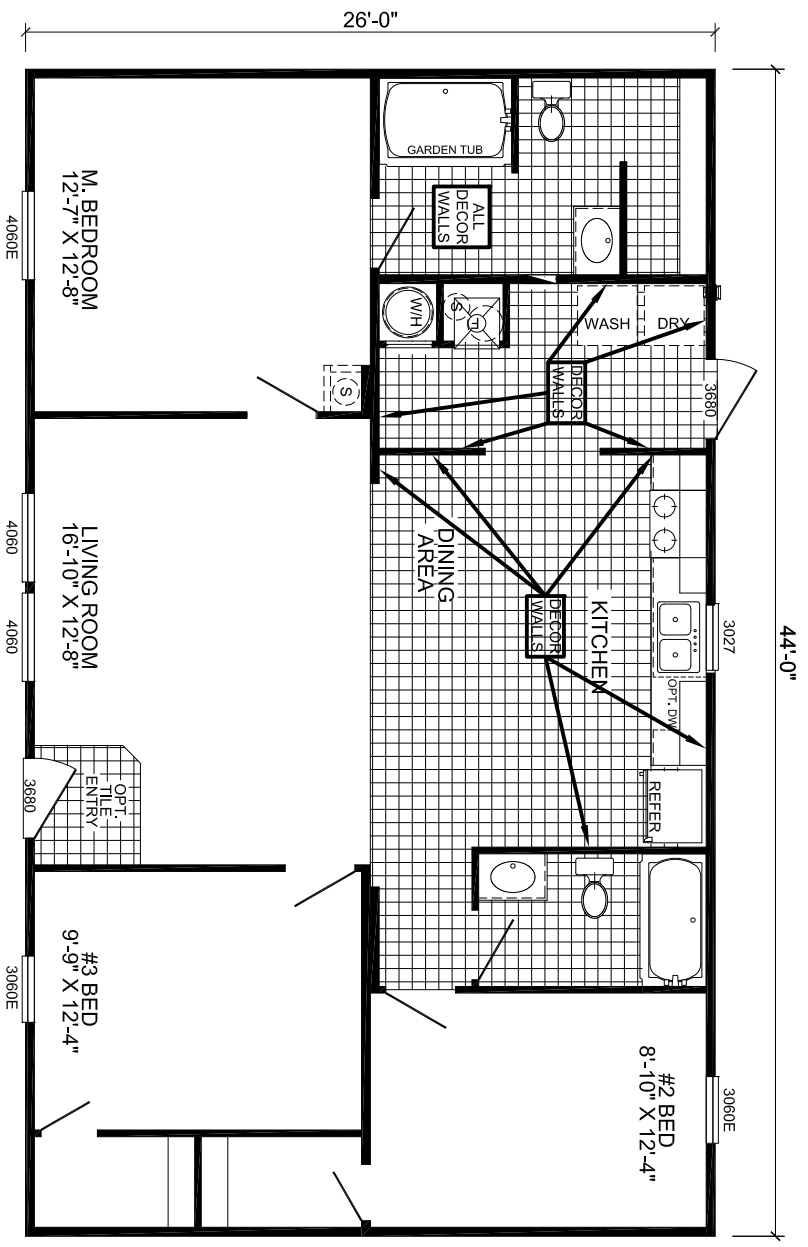 26'-0"
44'-0"
M. BEDROOM
12'-7" X 12'-8"
4060E
GARDEN TUB
ALL
DECOR
WALLS
W/H
S
F
WASH
DRY
DECOR
WALLS
3680
S
LIVING ROOM
16'-10" X 12'-8"
4060
4060
DINING
AREA
KITCHEN
DECOR
WALLS
3027
OPT. DW
REFER
OPT.
TILE
ENTRY
3680
#3 BED
9'-9" X 12'-4"
3060E
#2 BED
8'-10" X 12'-4"
3060E